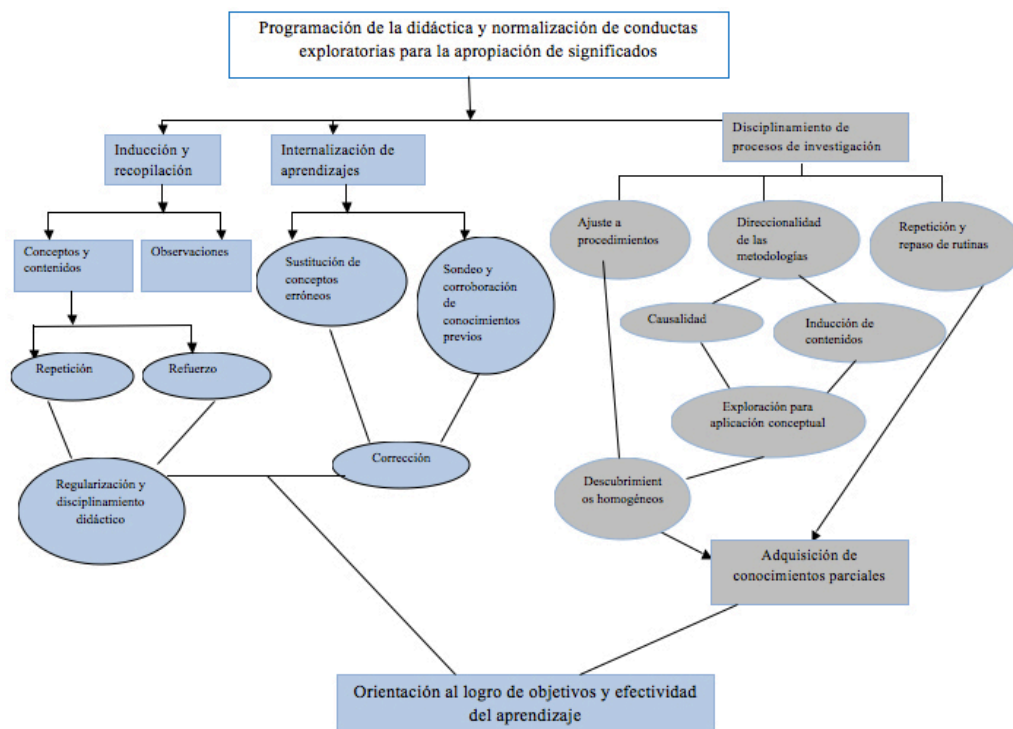 Programación de la didáctica y normalización de conductas
exploratorias para la apropiación de significados
Inducción y
recopilación
Internalización de
aprendizajes
Disciplinamiento de
procesos de investigación
Conceptos y
contenidos
Observaciones
Sustitución de
conceptos
erróneos
Sondeo y
corroboración
de
conocimientos
previos
Ajuste a
procedimientos
Direccionalidad
de las
metodologías
Repetición y
repaso de rutinas
Causalidad
Inducción de
contenidos
Repetición
Refuerzo
Exploración para
aplicación conceptual
Corrección
Regularización y
disciplinamiento
didáctico
Descubrimient
os homogéneos
Adquisición de
conocimientos parciales
Orientación al logro de objetivos y efectividad
del aprendizaje